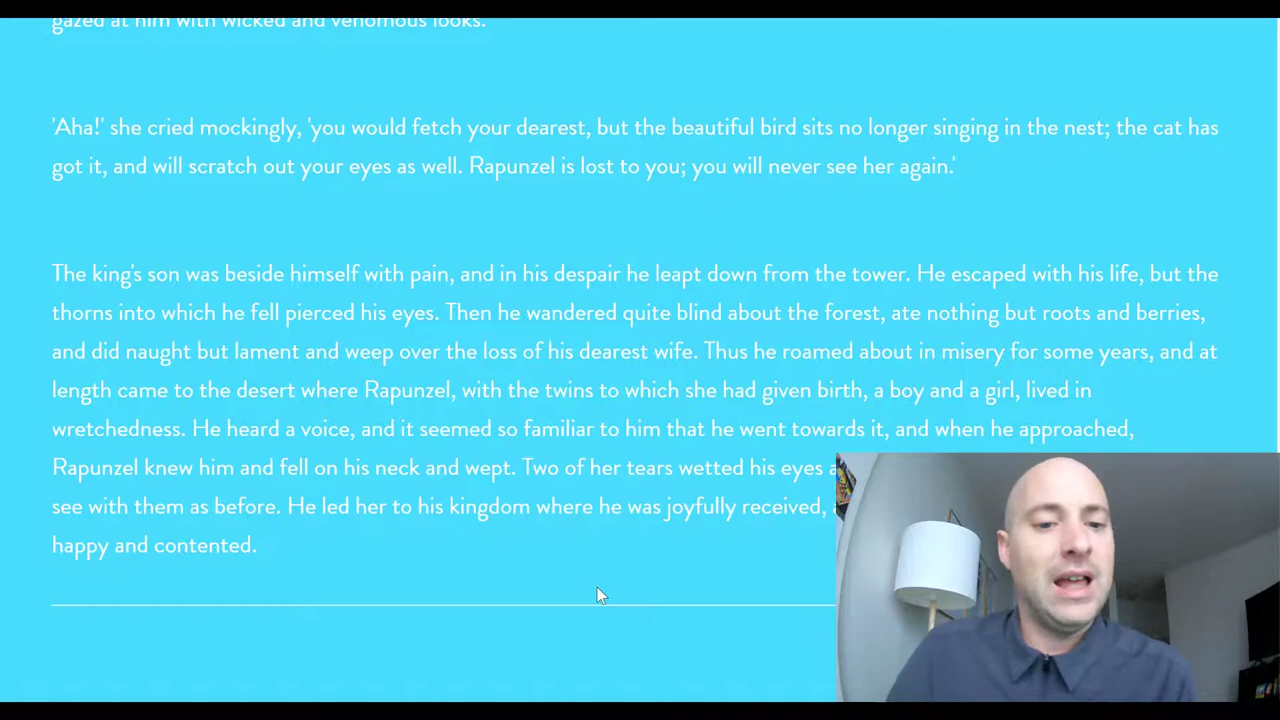 gazed at him with wicked and venomous looks.
'Aha!' she cried mockingly, 'you would fetch your dearest, but the beautiful bird sits no longer singing in the nest; the cat has
got it, and will scratch out your eyes as well. Rapunzel is lost to you; you will never see her again.'
The king's son was beside himself with pain, and in his despair he leapt down from the tower. He escaped with his life, but the
thorns into which he fell pierced his eyes. Then he wandered quite blind about the forest, ate nothing but roots and berries,
and did naught but lament and weep over the loss of his dearest wife. Thus he roamed about in misery for some years, and at
length came to the desert where Rapunzel, with the twins to which she had given birth, a boy and a girl, lived in
wretchedness. He heard a voice, and it seemed so familiar to him that he went towards it, and when he approached,
Rapunzel knew him and fell on his neck and wept. Two of her tears wetted his eyes
see with them as before. He led her to his kingdom where he was joyfully received,
happy and contented.